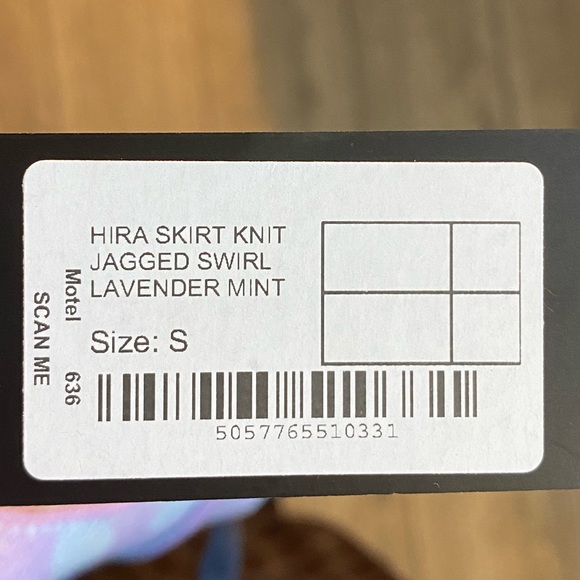 HIRA SKIRT KNIT
JAGGED SWIRL
LAVENDER MINT
Size: S
5057765510331
Motel 636
SCAN ME